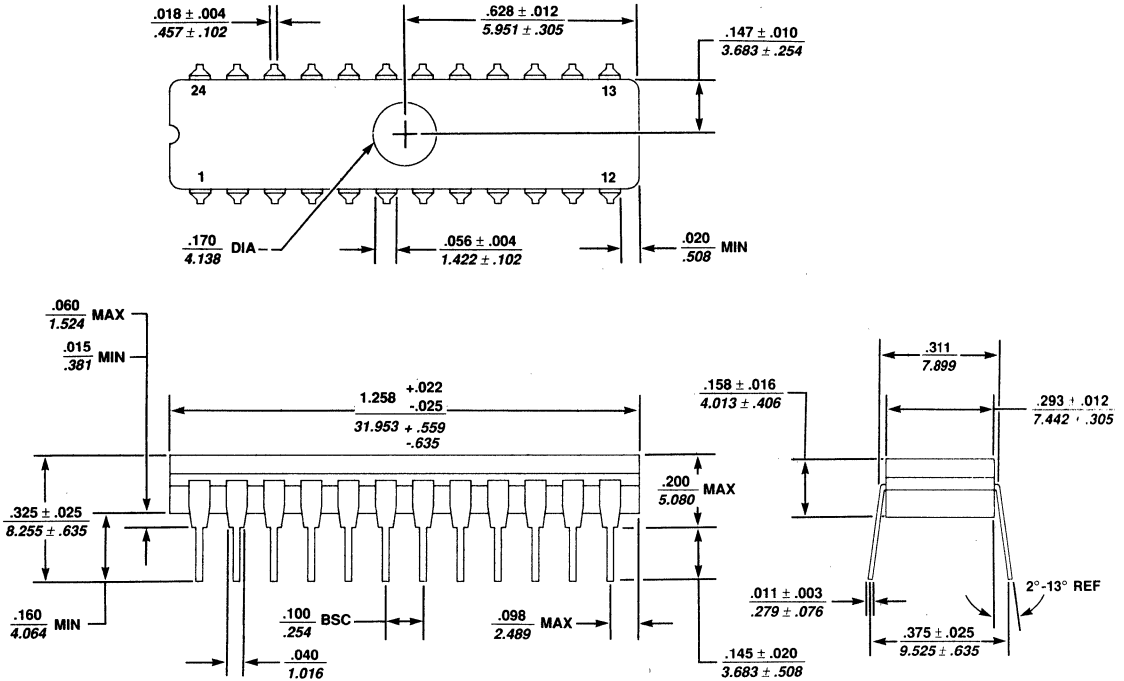 .018 ± .004
.457 ± .102
.628 ± .012
5.951 ± .305
.147 ± .010
3.683 ± .254
24
13
1
12
.170 DIA
4.138
.056 ± .004
1.422 ± .102
.020 MIN
.508
.060 MAX
1.524
.015 MIN
.381
1.258 +.022
-.025
31.953 + .559
-.635
.311
7.899
.158 ± .016
4.013 ± .406
.293 ± .012
7.442 ± .305
.200 MAX
5.080
.325 ± .025
8.255 ± .635
.160 MIN
4.064
.100 BSC
.254
.098 MAX
2.489
.040
1.016
.145 ± .020
3.683 ± .508
.011 ± .003
.279 ± .076
2°-13° REF
.375 ± .025
9.525 ± .635